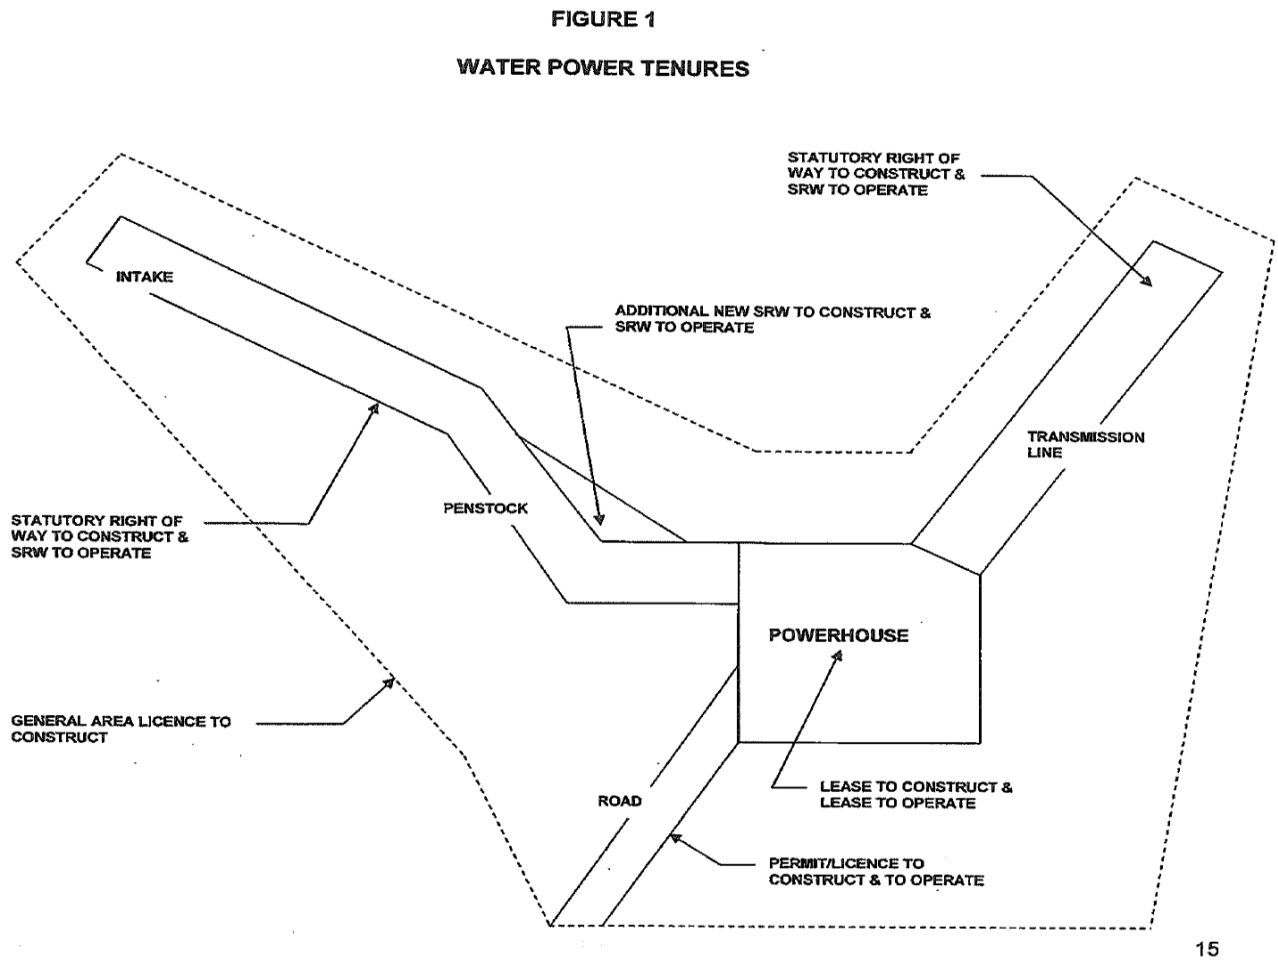 FIGURE 1
WATER POWER TENURES
STATUTORY RIGHT OF
WAY TO CONSTRUCT &
SRW TO OPERATE
INTAKE
ADDITIONAL NEW SRW TO CONSTRUCT &
SRW TO OPERATE
TRANSMISSION
LINE
PENSTOCK
STATUTORY RIGHT OF
WAY TO CONSTRUCT &
SRW TO OPERATE
POWERHOUSE
GENERAL AREA LICENCE TO
CONSTRUCT
ROAD
LEASE TO CONSTRUCT &
LEASE TO OPERATE
PERMIT/LICENCE TO
CONSTRUCT & TO OPERATE
15